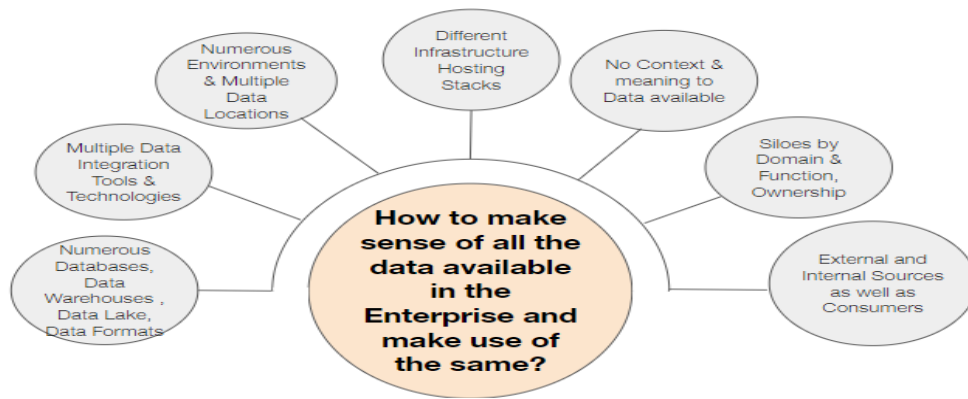 Different
Infrastructure
Hosting
Stacks
Numerous
Environments
& Multiple
Data
Locations
No Context &
meaning to
Data available
Multiple Data
Integration
Tools &
Technologies
Siloes by
Domain &
Function,
Ownership
Numerous
Databases,
Data
Warehouses ,
Data Lake,
Data Formats
External and
Internal Sources
as well as
Consumers
How to make
sense of all the
data available
in the
Enterprise and
make use of
the same?